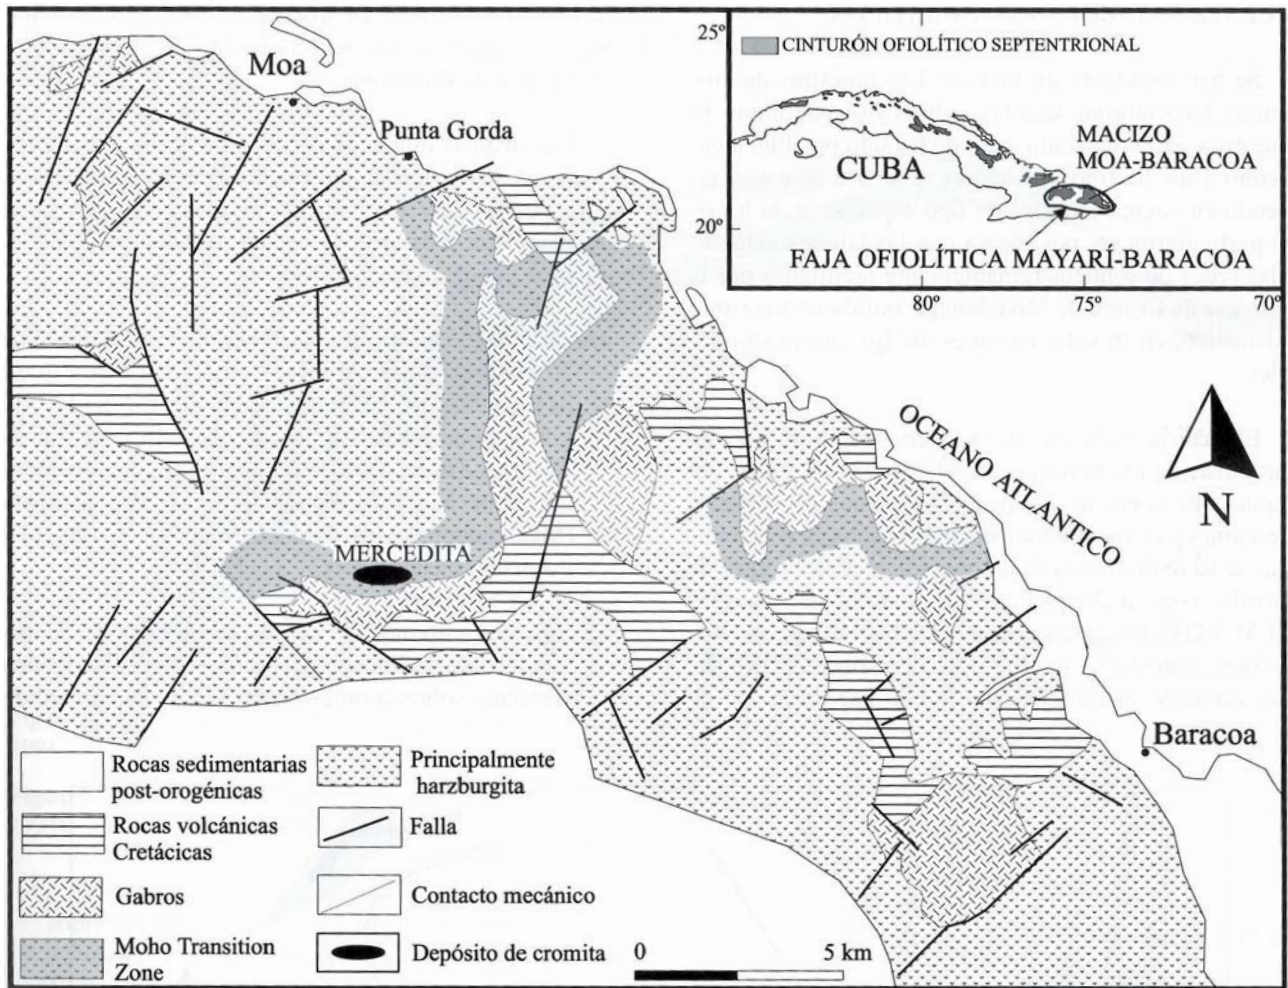 Moa
Punta Gorda
25º
CINTURÓN OFIOLÍTICO SEPTENTRIONAL
CUBA
MACIZO
MOA-BARACOA
20º
FAJA OFIOLÍTICA MAYARÍ-BARACOA
80º
75º
70º
OCEANO ATLANTICO
N
MERCEDITA
Baracoa
Rocas sedimentarias
post-orogénicas
Rocas volcánicas
Cretácicas
Gabros
Moho Transition
Zone
Principalmente
harzburgita
Falla
Contacto mecánico
Depósito de cromita
0
5 km